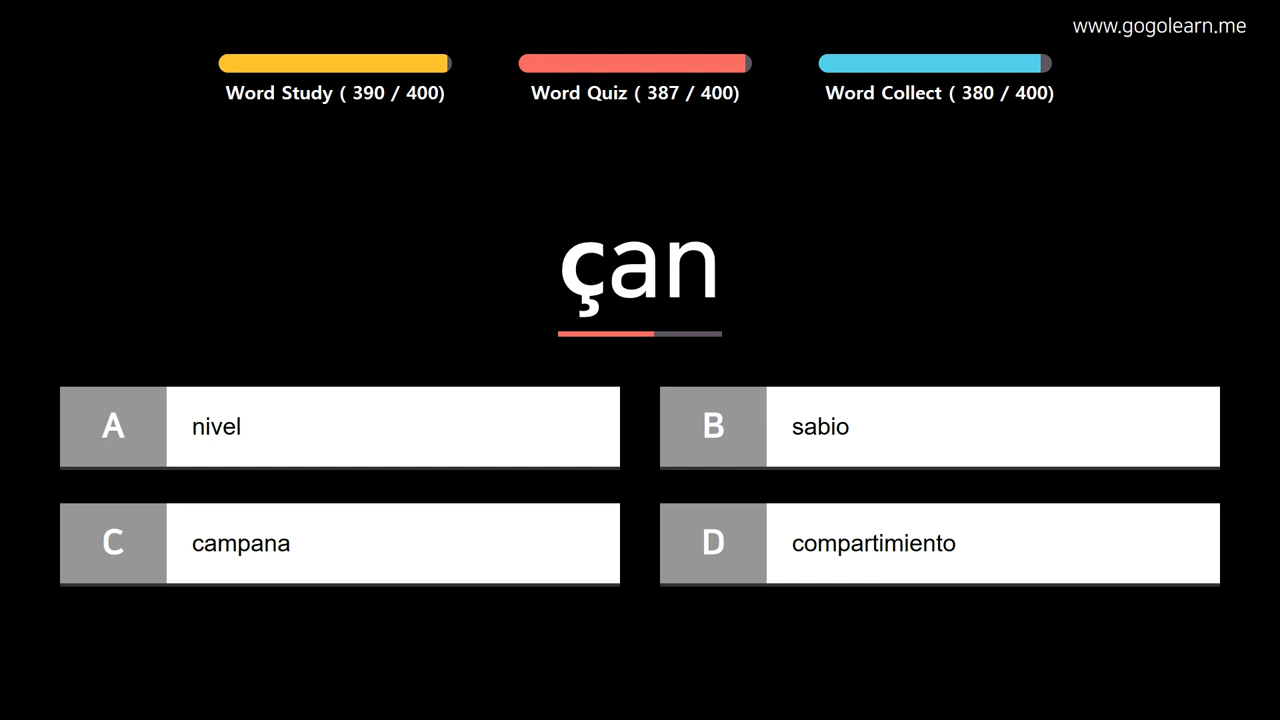 www.gogolearn.me
Word Study ( 390 / 400)
Word Quiz ( 387 / 400)
Word Collect ( 380 / 400)
çan
A
nivel
B
sabio
C
campana
D
compartimiento